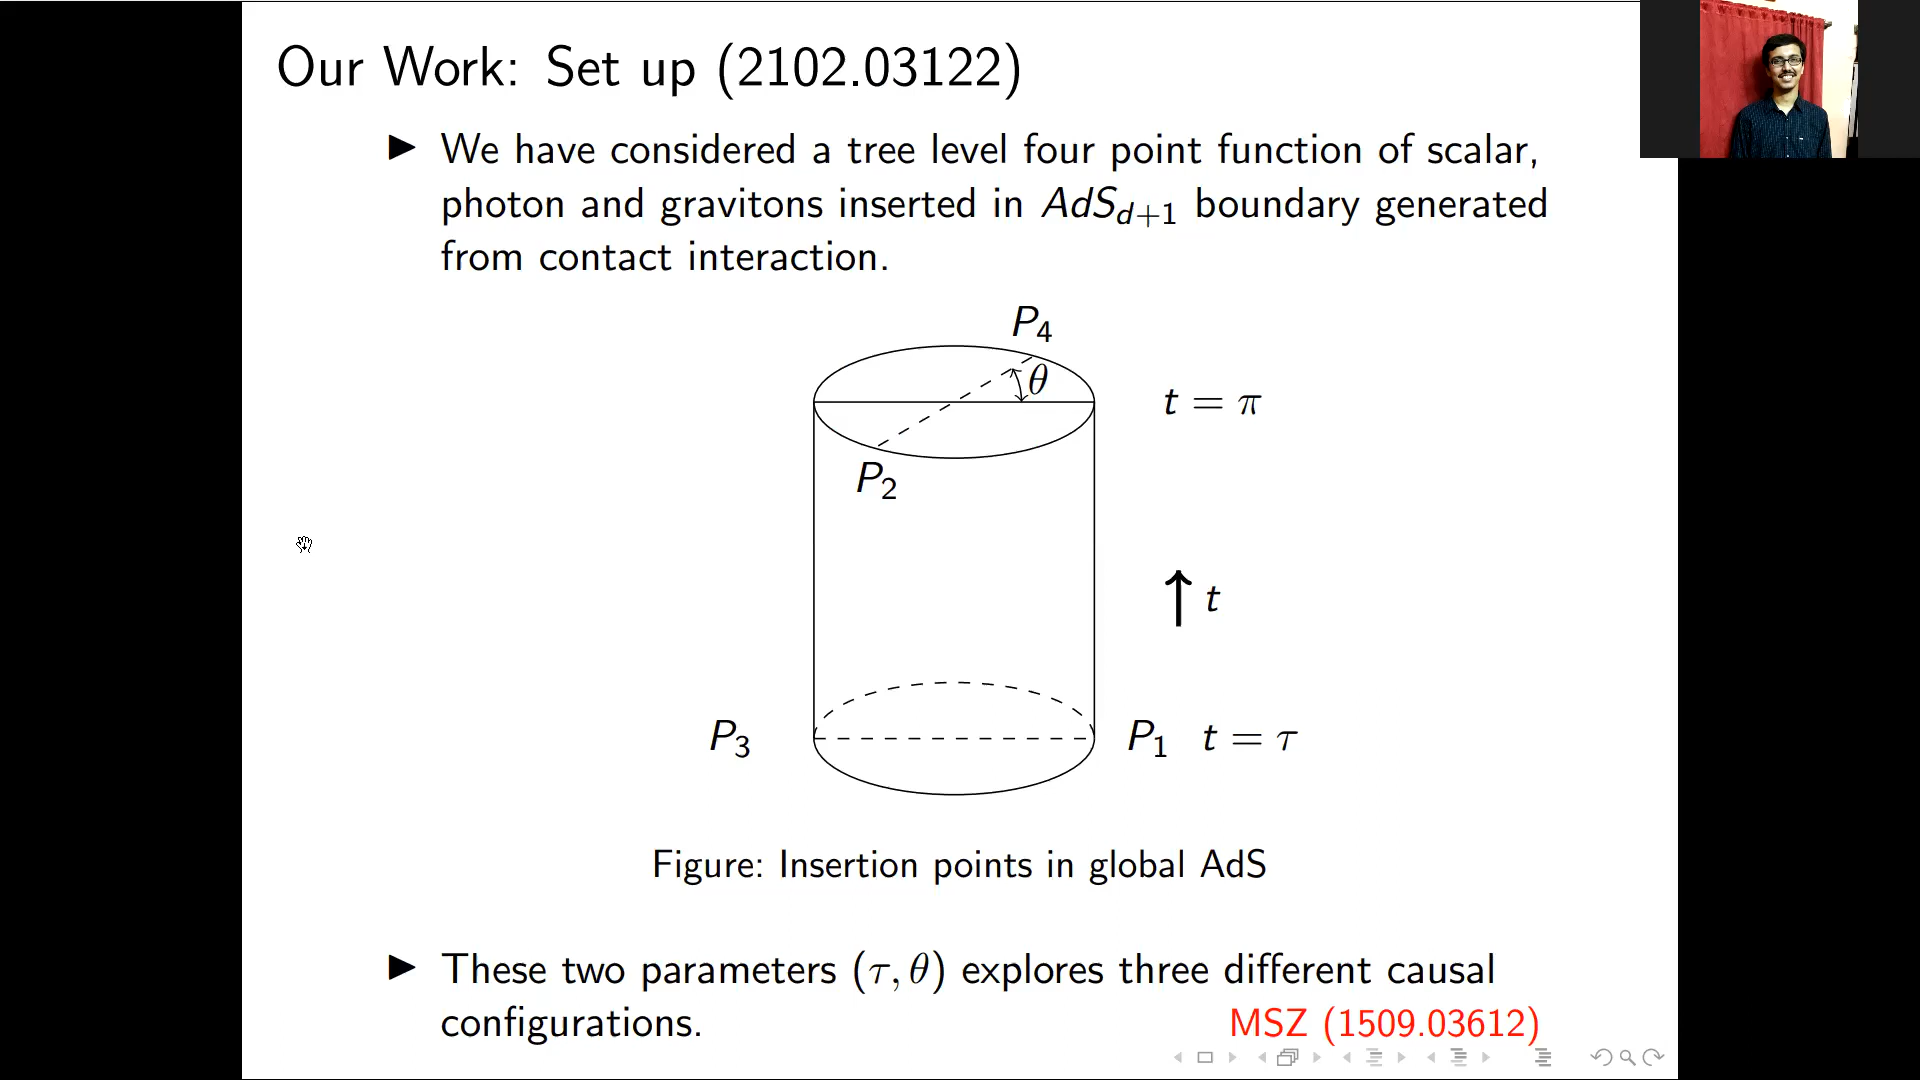 Our Work: Set up (2102.03122)
▶ We have considered a tree level four point function of scalar,
photon and gravitons inserted in AdS_{d+1} boundary generated
from contact interaction.
P_4
θ
t = π
P_2
t
P_3
P_1 t = τ
Figure: Insertion points in global AdS
▶ These two parameters (τ, θ) explores three different causal
configurations.
MSZ (1509.03612)